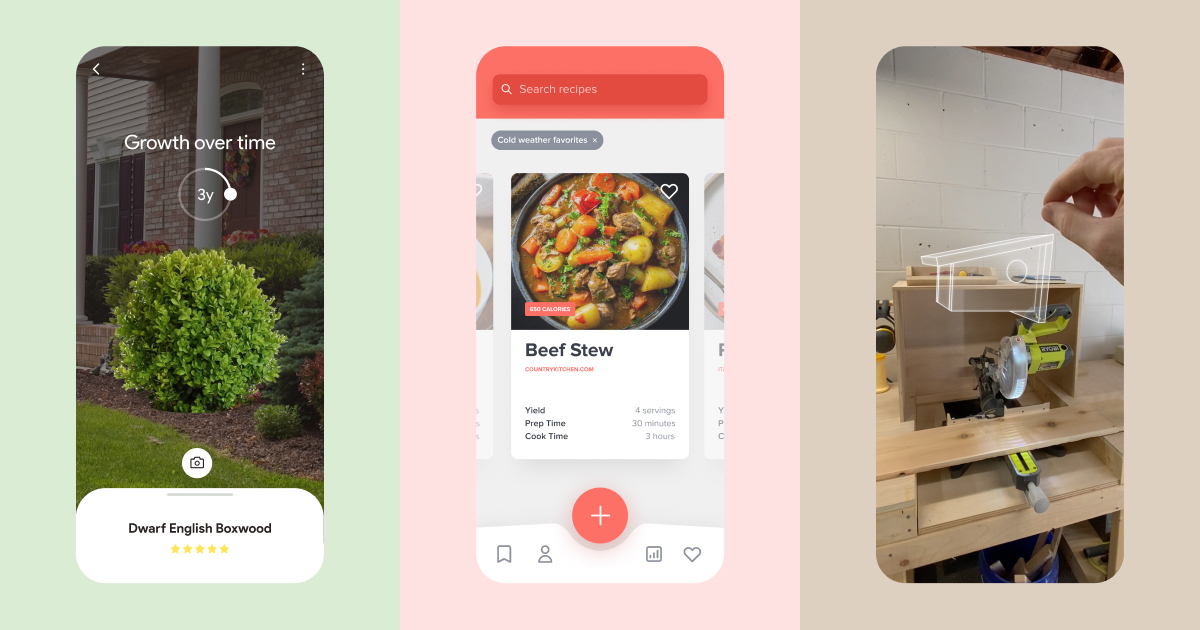 Growth over time
3y
Dwarf English Boxwood
Search recipes
Cold weather favorites ×
650 CALORIES
Beef Stew
COUNTRYKITCHEN.COM
Yield 4 servings
Prep Time 30 minutes
Cook Time 3 hours
RYOBI